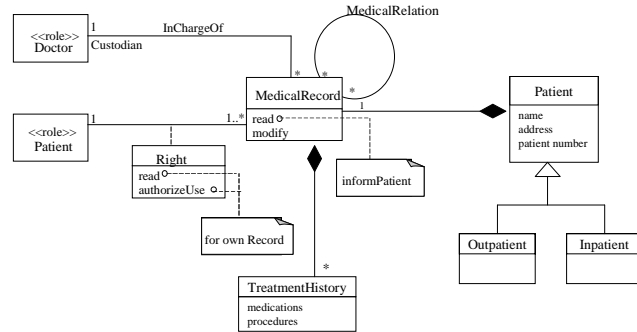 MedicalRelation
<<role>>
Doctor
1
InChargeOf
Custodian
*
*
*
MedicalRecord
read
modify
1
Patient
name
address
patient number
<<role>>
Patient
1
1..*
Right
read
authorizeUse
informPatient
for own Record
Outpatient
Inpatient
*
TreatmentHistory
medications
procedures